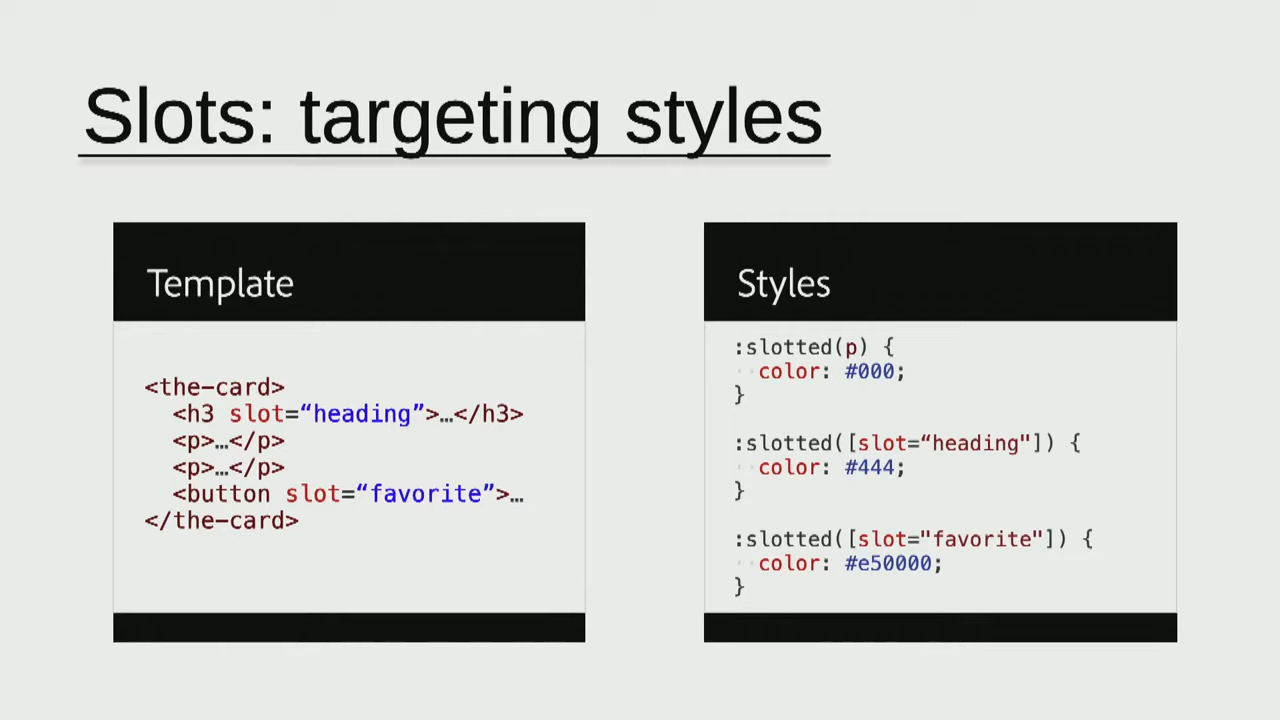 Slots: targeting styles
Template
<the-card>
<h3 slot=“heading”>…</h3>
<p>…</p>
<p>…</p>
<button slot=“favorite”>…
</the-card>
Styles
:slotted(p) {
color: #000;
}
:slotted([slot=“heading"]) {
color: #444;
}
:slotted([slot="favorite"]) {
color: #e50000;
}